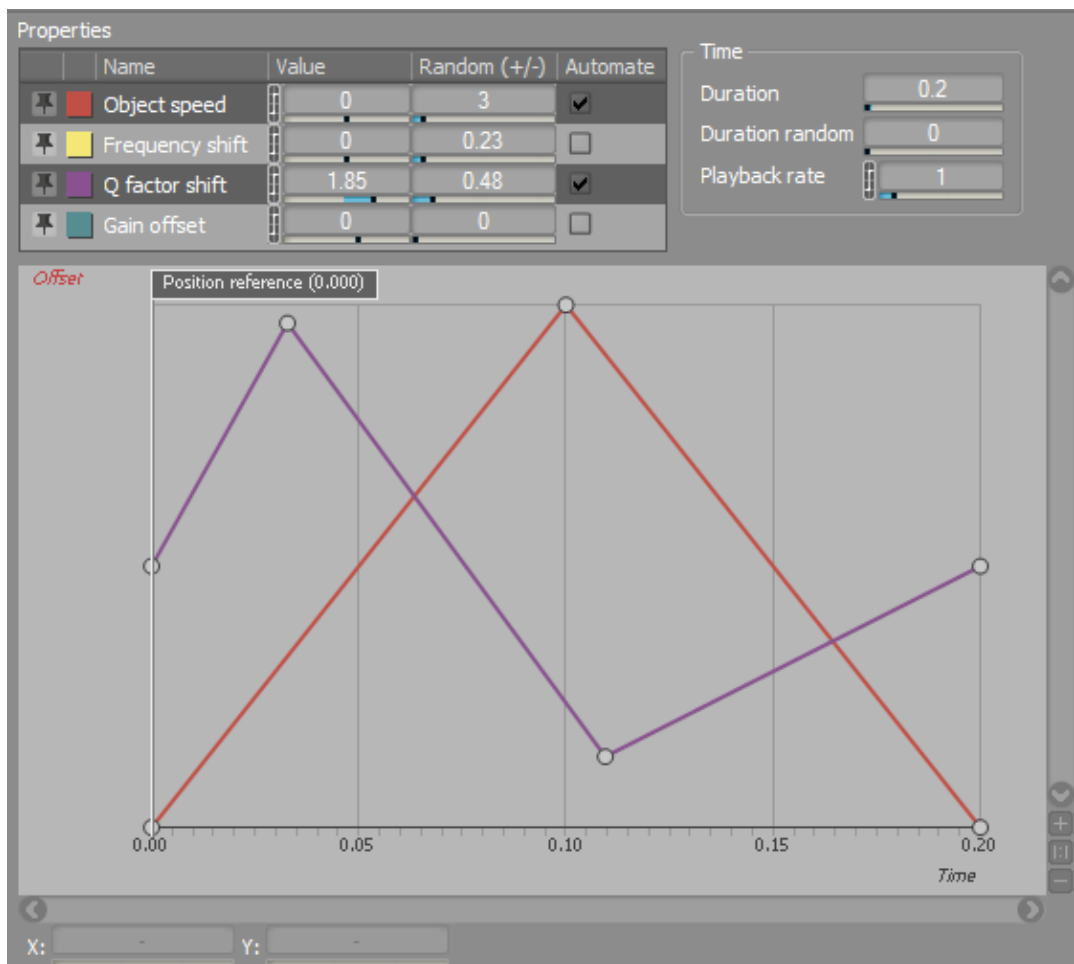 Properties
Name Value Random (+/-) Automate
Object speed 0 3
Frequency shift 0 0.23
Q factor shift 1.85 0.48
Gain offset 0 0
Time
Duration 0.2
Duration random 0
Playback rate 1
Offset
Position reference (0.000)
0.00 0.05 0.10 0.15 0.20
Time
X: - Y: -